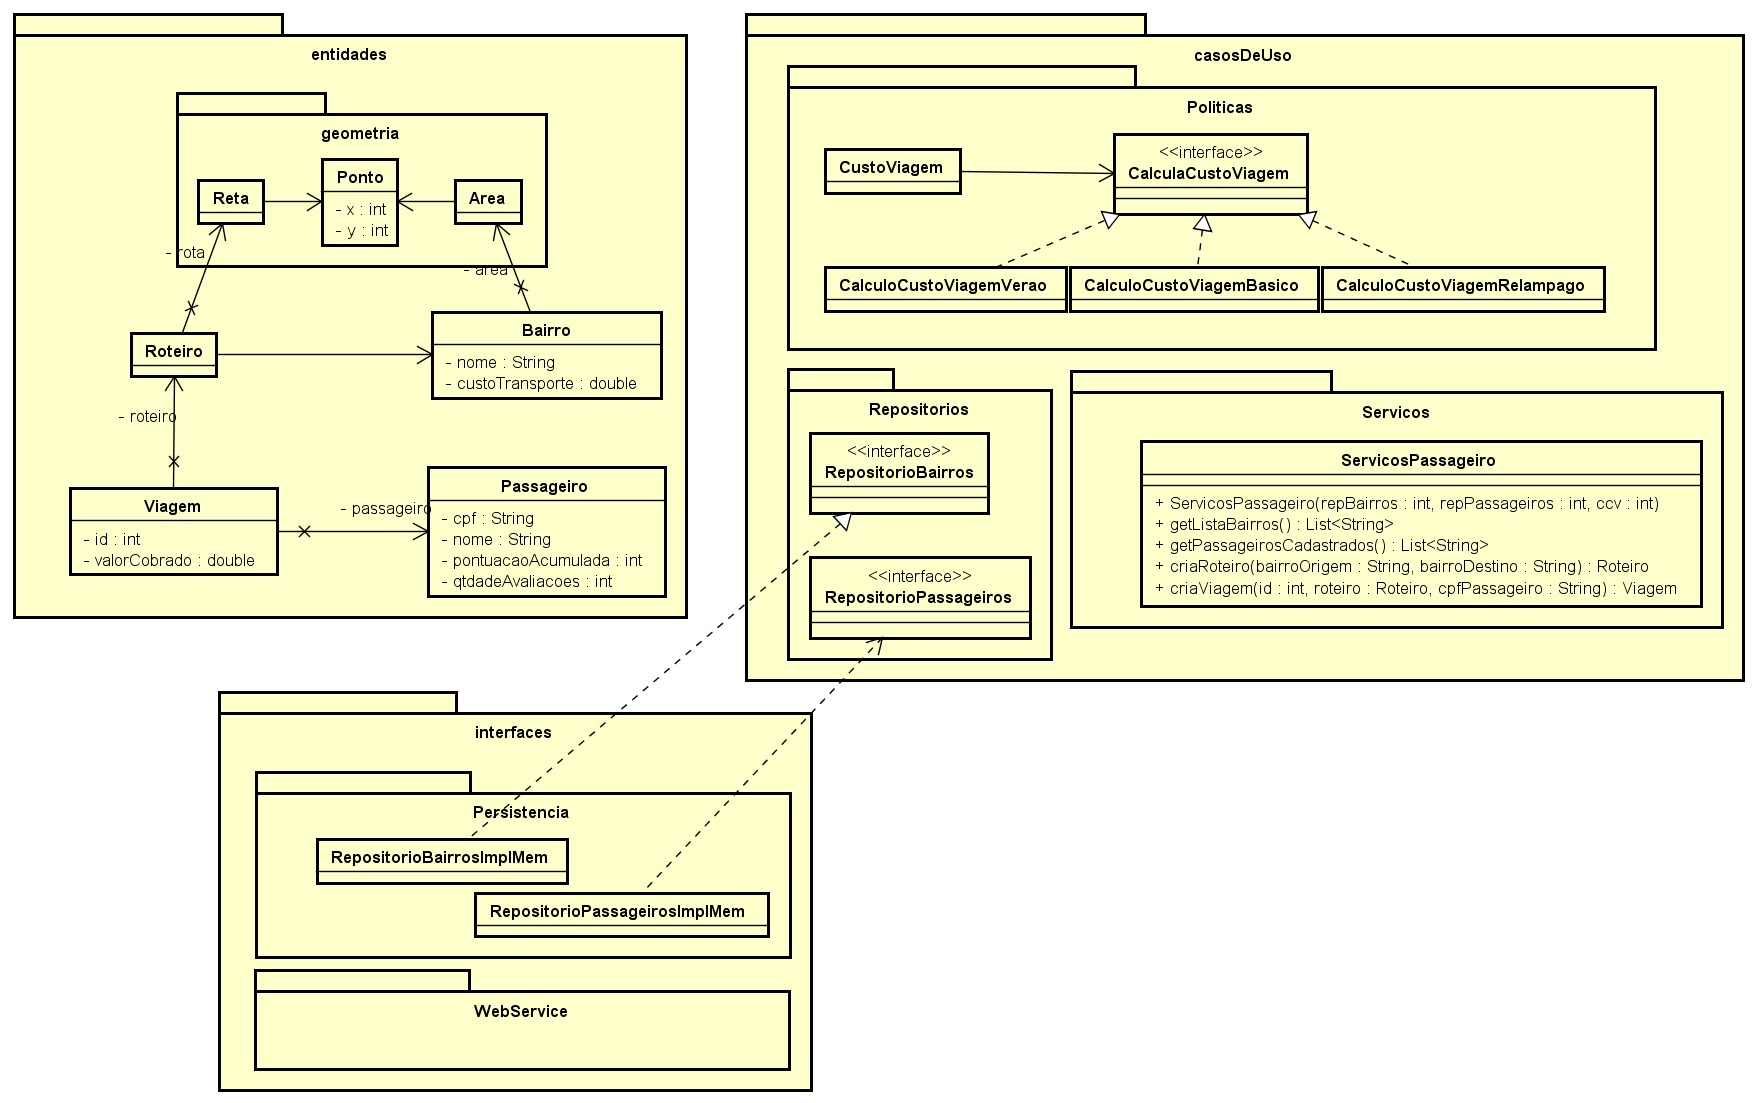 entidades
geometria
Reta
Ponto
- x : int
- y : int
Area
- rota
- area
Roteiro
Bairro
- nome : String
- custoTransporte : double
- roteiro
Viagem
- id : int
- valorCobrado : double
- passageiro
Passageiro
- cpf : String
- nome : String
- pontuacaoAcumulada : int
- qtdadeAvaliacoes : int
casosDeUso
Politicas
CustoViagem
<<interface>>
CalculaCustoViagem
CalculoCustoViagemVerao
CalculoCustoViagemBasico
CalculoCustoViagemRelampago
Repositorios
<<interface>>
RepositorioBairros
<<interface>>
RepositorioPassageiros
Servicos
ServicosPassageiro
+ ServicosPassageiro(repBairros : int, repPassageiros : int, ccv : int)
+ getListaBairros() : List<String>
+ getPassageirosCadastrados() : List<String>
+ criaRoteiro(bairroOrigem : String, bairroDestino : String) : Roteiro
+ criaViagem(id : int, roteiro : Roteiro, cpfPassageiro : String) : Viagem
interfaces
Persistencia
RepositorioBairrosImplMem
RepositorioPassageirosImplMem
WebService